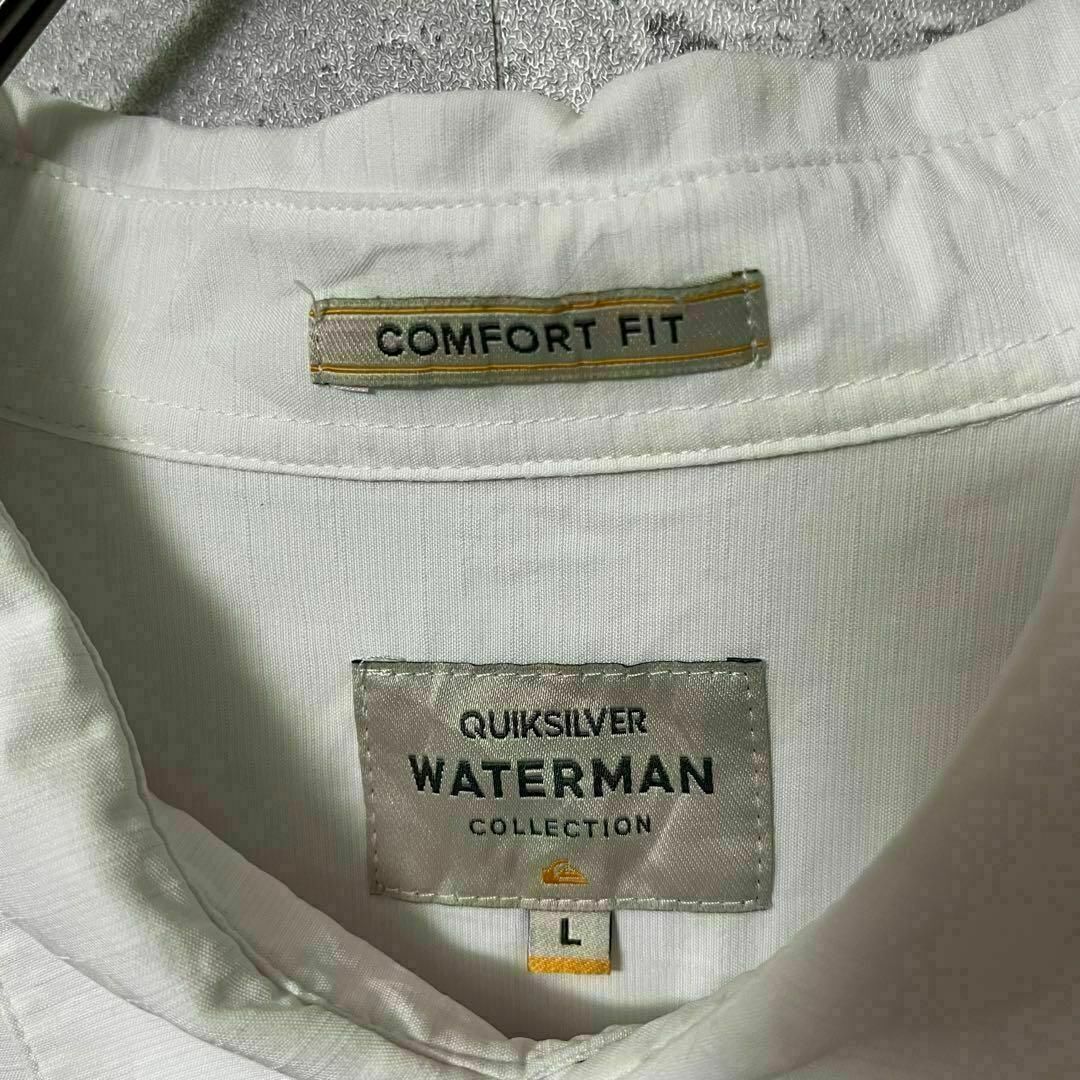 COMFORT FIT
QUIKSILVER
WATERMAN
COLLECTION
L